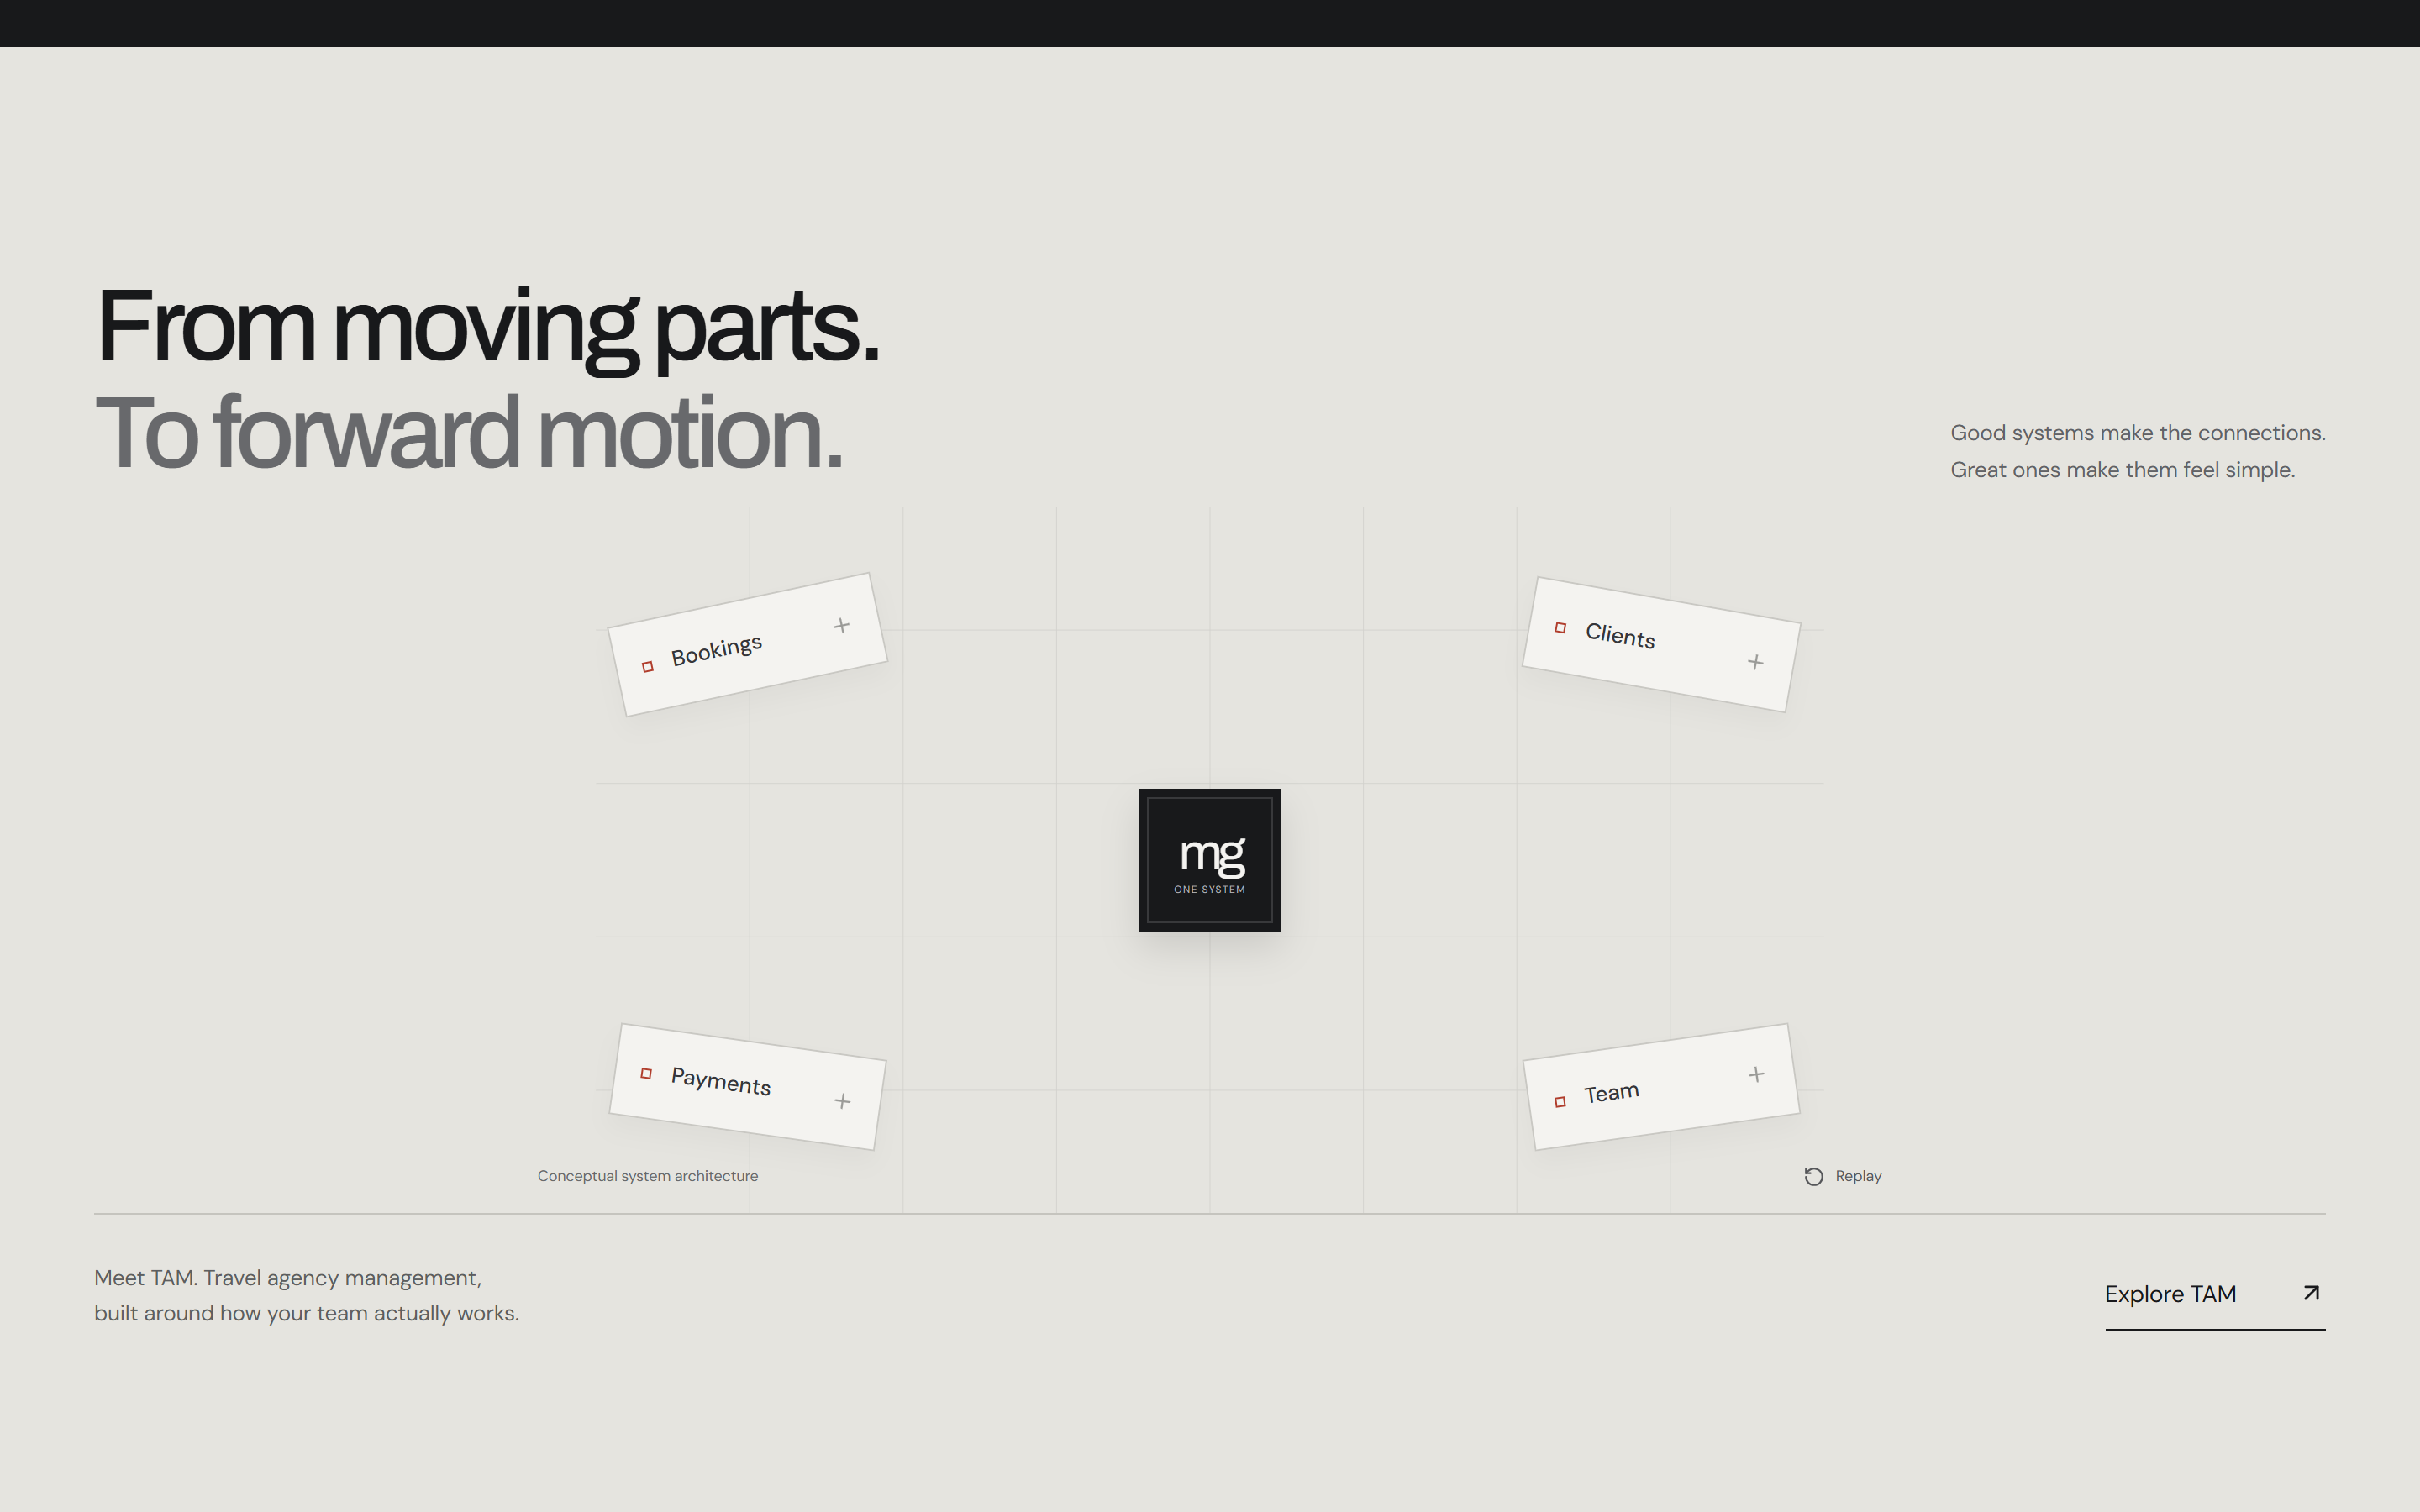 From moving parts.
To forward motion.
Good systems make the connections.
Great ones make them feel simple.
Bookings
Clients
mg
ONE SYSTEM
Payments
Team
Conceptual system architecture
Replay
Meet TAM. Travel agency management,
built around how your team actually works.
Explore TAM